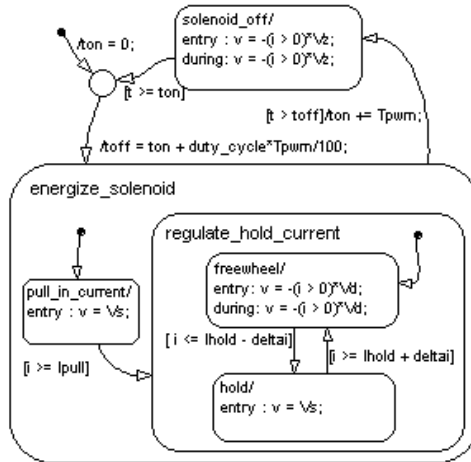 solenoid_off/
entry : v = -(i > 0)*Vz;
during: v = -(i > 0)*Vz;
/ton = 0;
[t >= ton]
[t > toff]/ton += Tpwm;
/toff = ton + duty_cycle*Tpwm/100;
energize_solenoid
regulate_hold_current
freewheel/
entry: v = -(i > 0)*Vd;
during: v = -(i > 0)*Vd;
pull_in_current/
entry : v = Vs;
[ i <= Ihold - deltai]
[i >= Ihold + deltai]
[i >= Ipull]
hold/
entry : v = Vs;